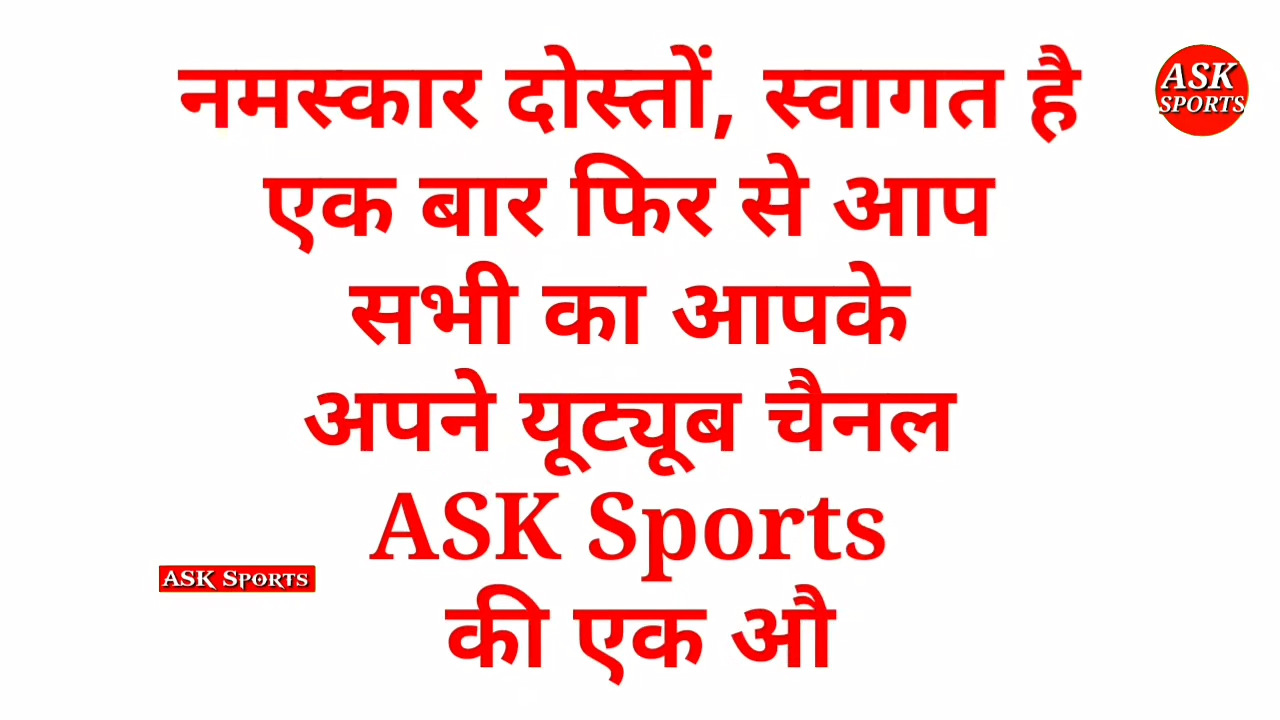 नमस्कार दोस्तों, स्वागत है
एक बार फिर से आप
सभी का आपके
अपने यूट्यूब चैनल
ASK Sports
की एक औ
ASK
SPORTS
ASK Sports